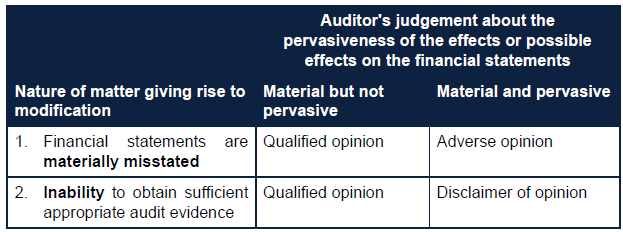 Auditor's judgement about the
pervasiveness of the effects or possible
effects on the financial statements
Nature of matter giving rise to
modification
Material but not
pervasive
Material and pervasive
1. Financial statements are
materially misstated
Qualified opinion
Adverse opinion
2. Inability to obtain sufficient
appropriate audit evidence
Qualified opinion
Disclaimer of opinion